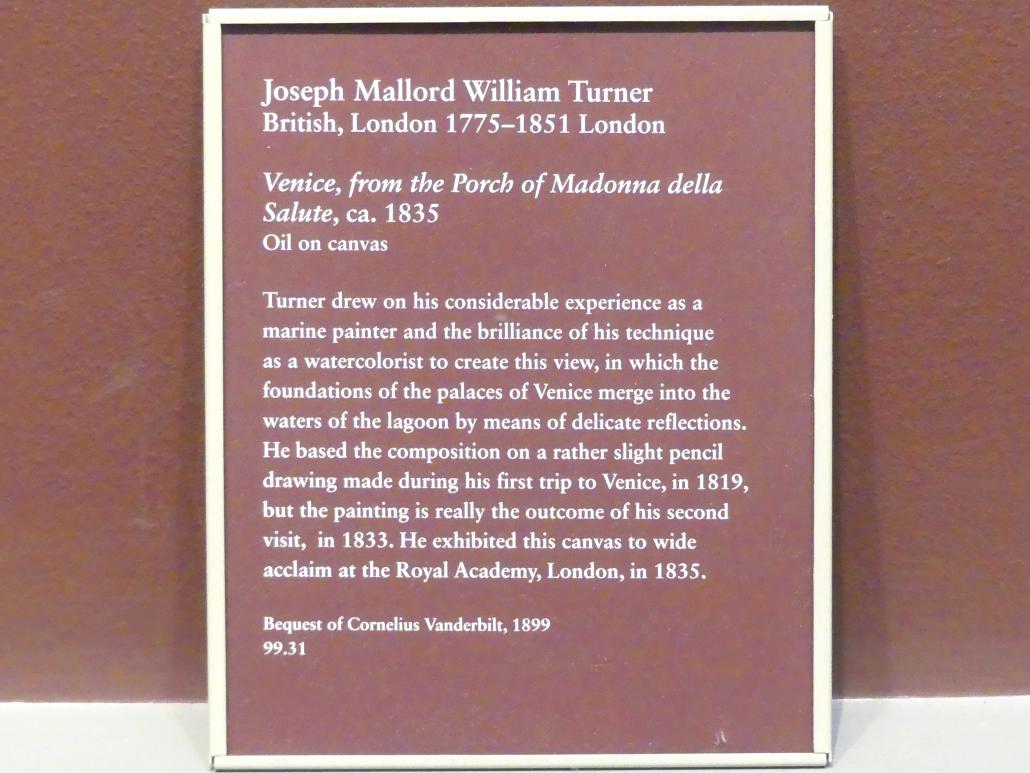 Joseph Mallord William Turner
British, London 1775–1851 London
Venice, from the Porch of Madonna della
Salute, ca. 1835
Oil on canvas
Turner drew on his considerable experience as a
marine painter and the brilliance of his technique
as a watercolorist to create this view, in which the
foundations of the palaces of Venice merge into the
waters of the lagoon by means of delicate reflections.
He based the composition on a rather slight pencil
drawing made during his first trip to Venice, in 1819,
but the painting is really the outcome of his second
visit,  in 1833. He exhibited this canvas to wide
acclaim at the Royal Academy, London, in 1835.
Bequest of Cornelius Vanderbilt, 1899
99.31